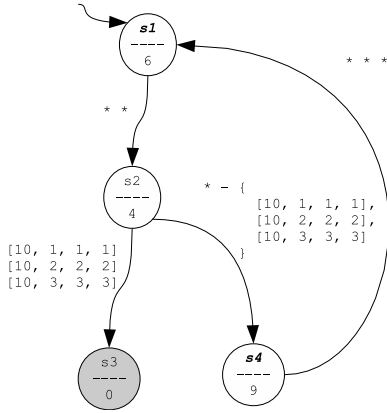 s1
----
6
* * *
* *
s2
----
4
* - {
[10, 1, 1, 1],
[10, 2, 2, 2],
[10, 3, 3, 3]
}
[10, 1, 1, 1]
[10, 2, 2, 2]
[10, 3, 3, 3]
s3
----
0
s4
----
9